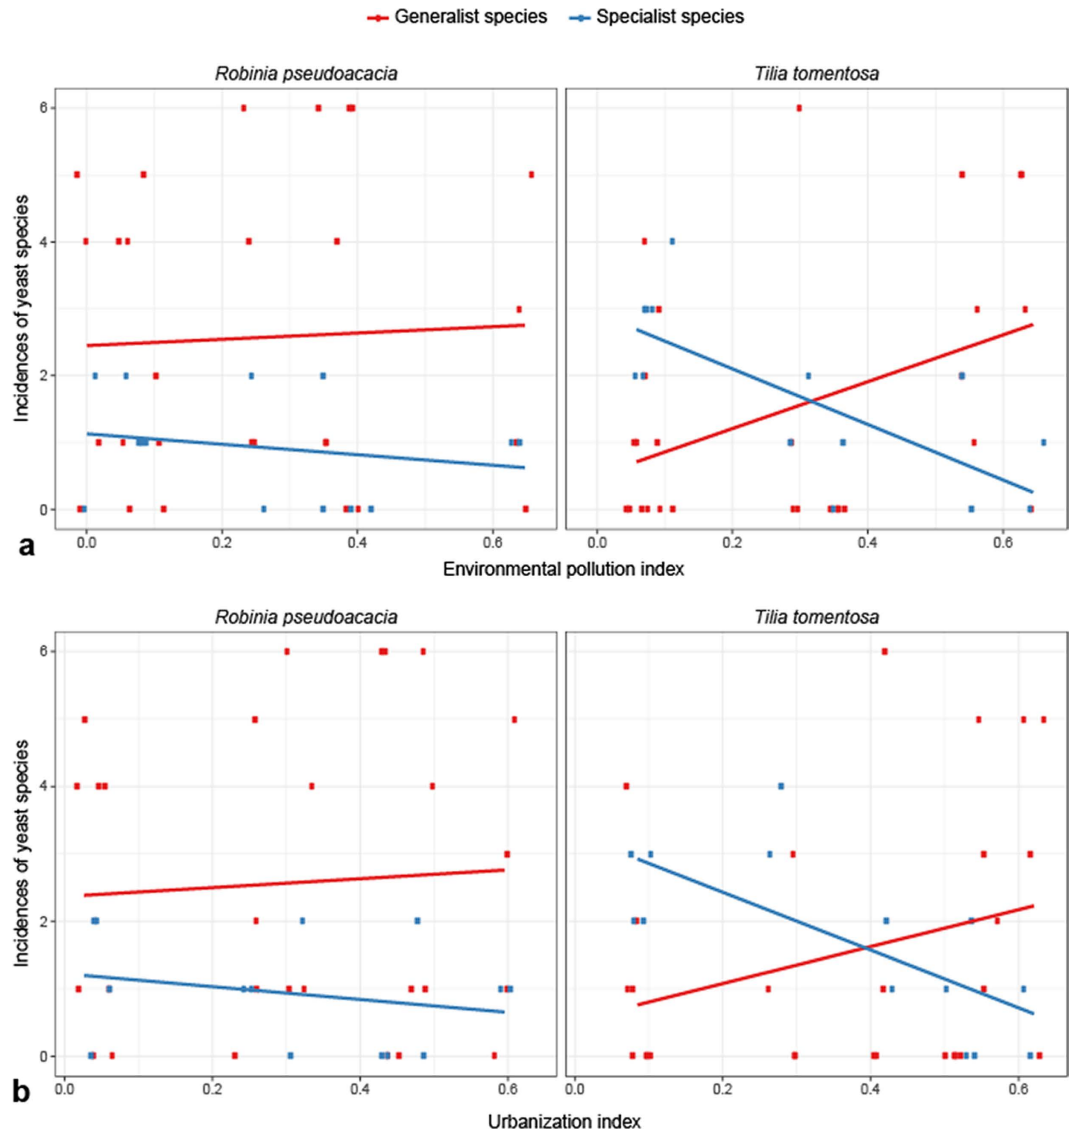 Generalist species Specialist species
Robinia pseudoacacia Tilia tomentosa
Incidences of yeast species
6
4
2
0
0.0 0.2 0.4 0.6 0.0 0.2 0.4 0.6
a
Environmental pollution index
Robinia pseudoacacia Tilia tomentosa
Incidences of yeast species
6
4
2
0
0.0 0.2 0.4 0.6 0.0 0.2 0.4 0.6
b
Urbanization index